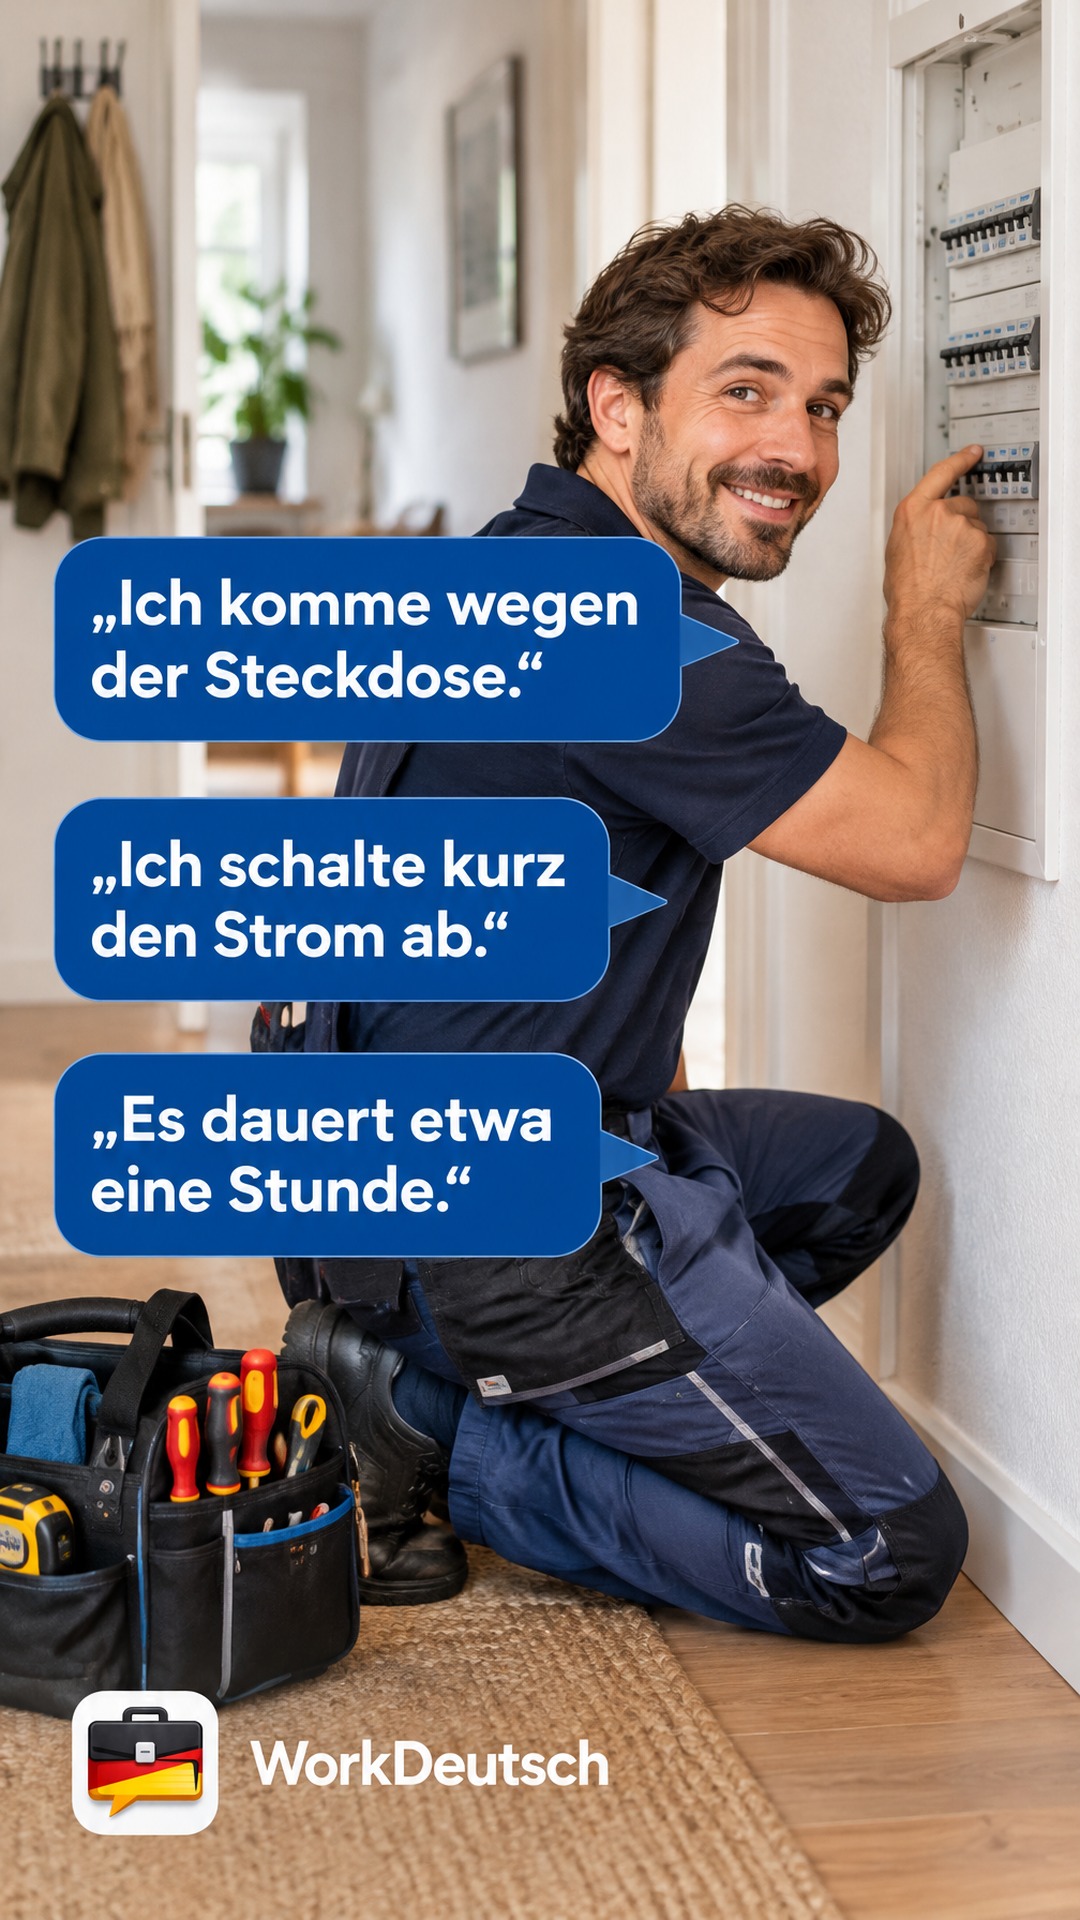 „Ich komme wegen
der Steckdose.“
„Ich schalte kurz
den Strom ab.“
„Es dauert etwa
eine Stunde.“
WorkDeutsch